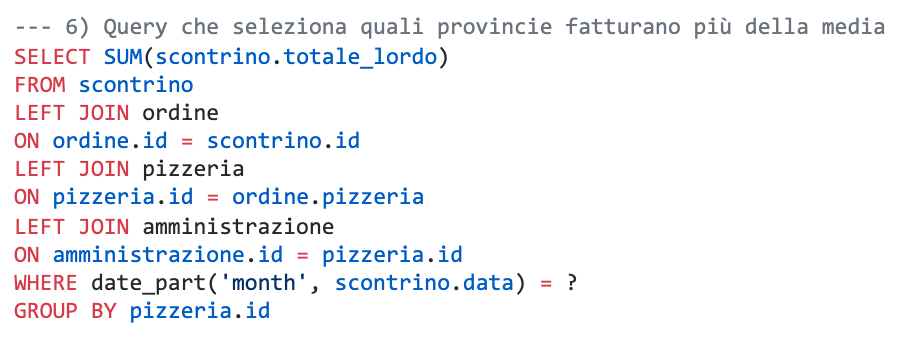 --- 6) Query che seleziona quali provincie fatturano più della media
SELECT SUM(scontrino.totale_lordo)
FROM scontrino
LEFT JOIN ordine
ON ordine.id = scontrino.id
LEFT JOIN pizzeria
ON pizzeria.id = ordine.pizzeria
LEFT JOIN amministrazione
ON amministrazione.id = pizzeria.id
WHERE date_part('month', scontrino.data) = ?
GROUP BY pizzeria.id